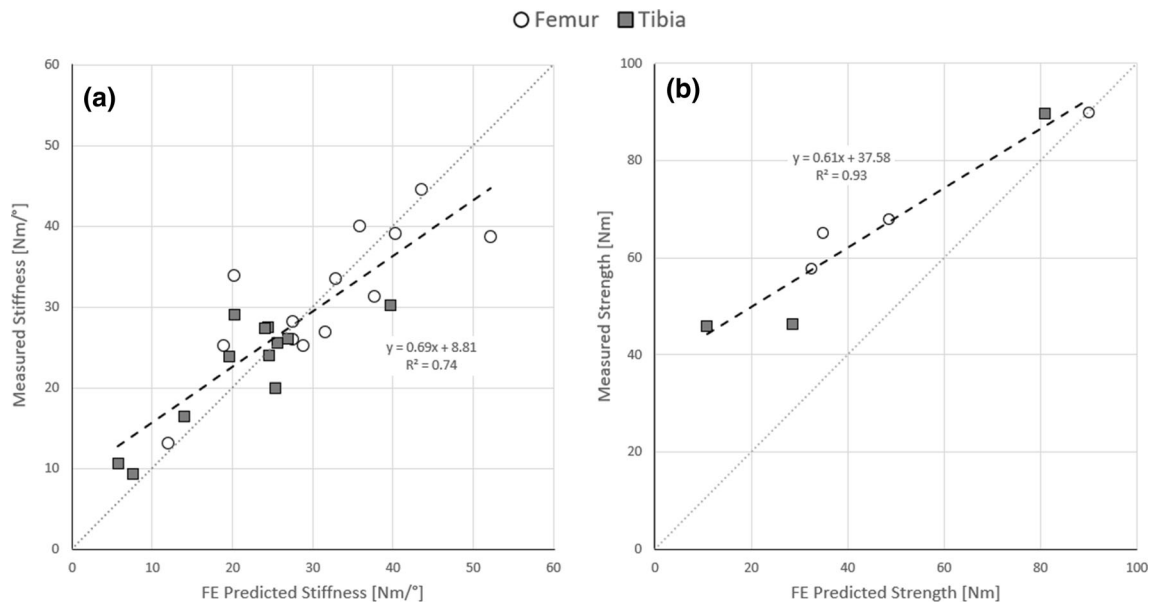 Femur Tibia
(a)
60
50
40
30
20
10
0
0 10 20 30 40 50 60
Measured Stiffness [Nm/°]
FE Predicted Stiffness [Nm/°]
y = 0.69x + 8.81
R² = 0.74
(b)
100
80
60
40
20
0
0 20 40 60 80 100
Measured Strength [Nm]
FE Predicted Strength [Nm]
y = 0.61x + 37.58
R² = 0.93